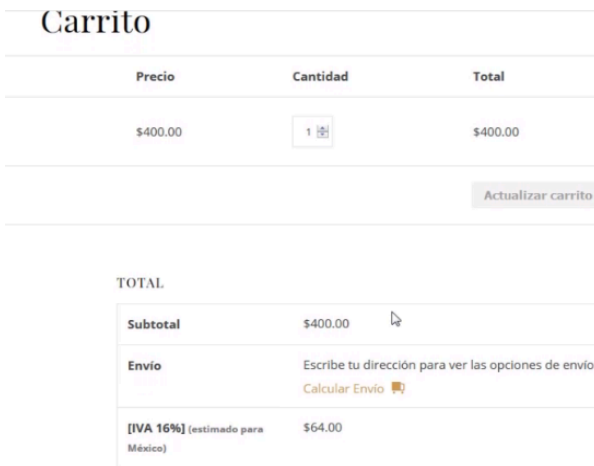 Carrito
Precio Cantidad Total
$400.00 1 $400.00
Actualizar carrito
TOTAL
Subtotal $400.00
Envío Escribe tu dirección para ver las opciones de envío
Calcular Envío
[IVA 16%] (estimado para $64.00
México)